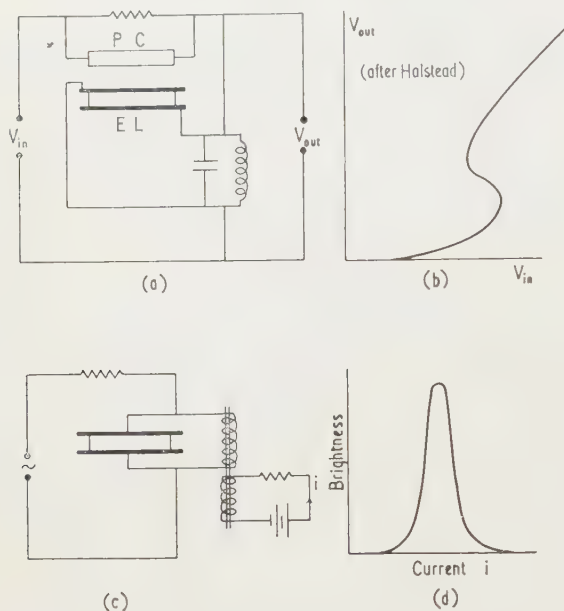 P C
E L
V_in
V_out
(a)
V_out
(after Halstead)
V_in
(b)
~
i
(c)
Brightness
Current i
(d)